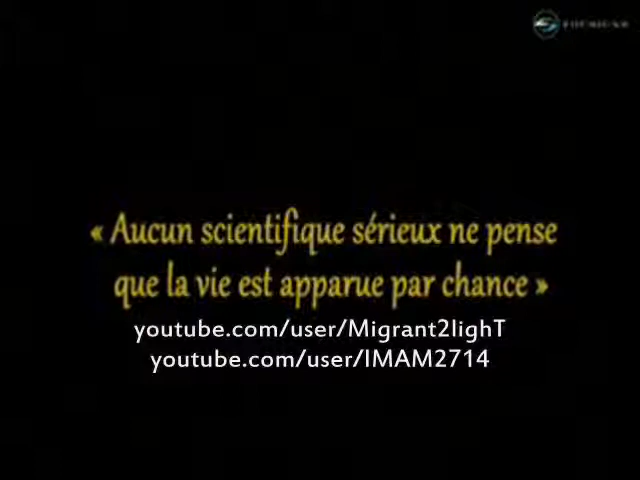 « Aucun scientifique sérieux ne pense
que la vie est apparue par chance »
youtube.com/user/Migrant2lighT
youtube.com/user/IMAM2714